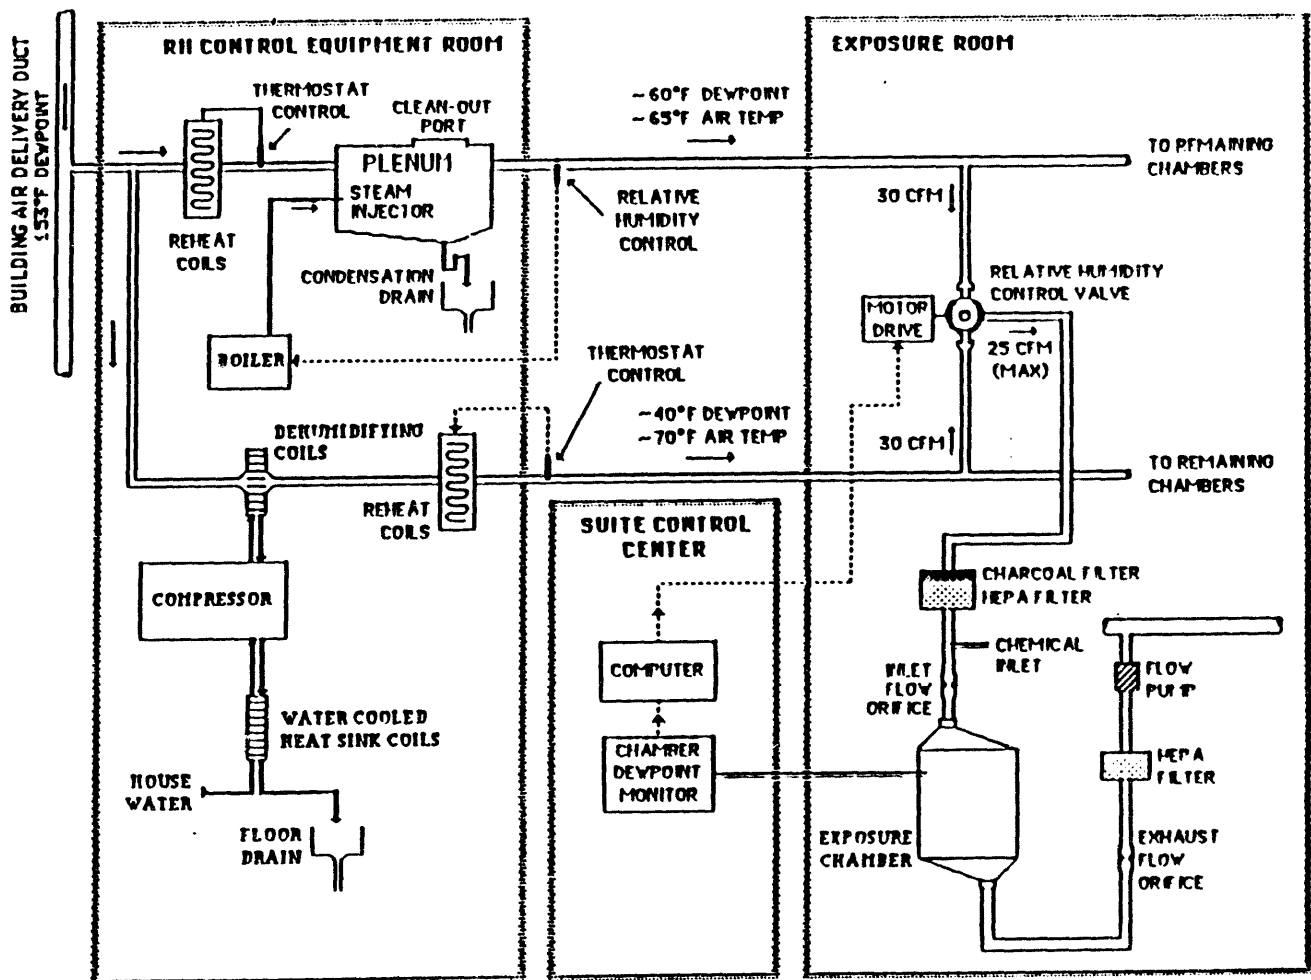 BUILDING AIR DELIVERY DUCT
≤53°F DEWPOINT
RH CONTROL EQUIPMENT ROOM
THERMOSTAT
CONTROL
CLEAN-OUT
PORT
PLENUM
STEAM
INJECTOR
REHEAT
COILS
CONDENSATION
DRAIN
BOILER
RELATIVE
HUMIDITY
CONTROL
~60°F DEWPOINT
~65°F AIR TEMP
EXPOSURE ROOM
TO REMAINING
CHAMBERS
30 CFM
RELATIVE HUMIDITY
CONTROL VALVE
MOTOR
DRIVE
25 CFM
(MAX)
THERMOSTAT
CONTROL
~40°F DEWPOINT
~70°F AIR TEMP
30 CFM
TO REMAINING
CHAMBERS
DEHUMIDIFTING
COILS
REHEAT
COILS
COMPRESSOR
WATER COOLED
HEAT SINK COILS
HOUSE
WATER
FLOOR
DRAIN
SUITE CONTROL
CENTER
COMPUTER
CHAMBER
DEWPOINT
MONITOR
CHARCOAL FILTER
HEPA FILTER
CHEMICAL
INLET
INLET
FLOW
ORIFICE
EXPOSURE
CHAMBER
FLOW
PUMP
HEPA
FILTER
EXHAUST
FLOW
ORIFICE